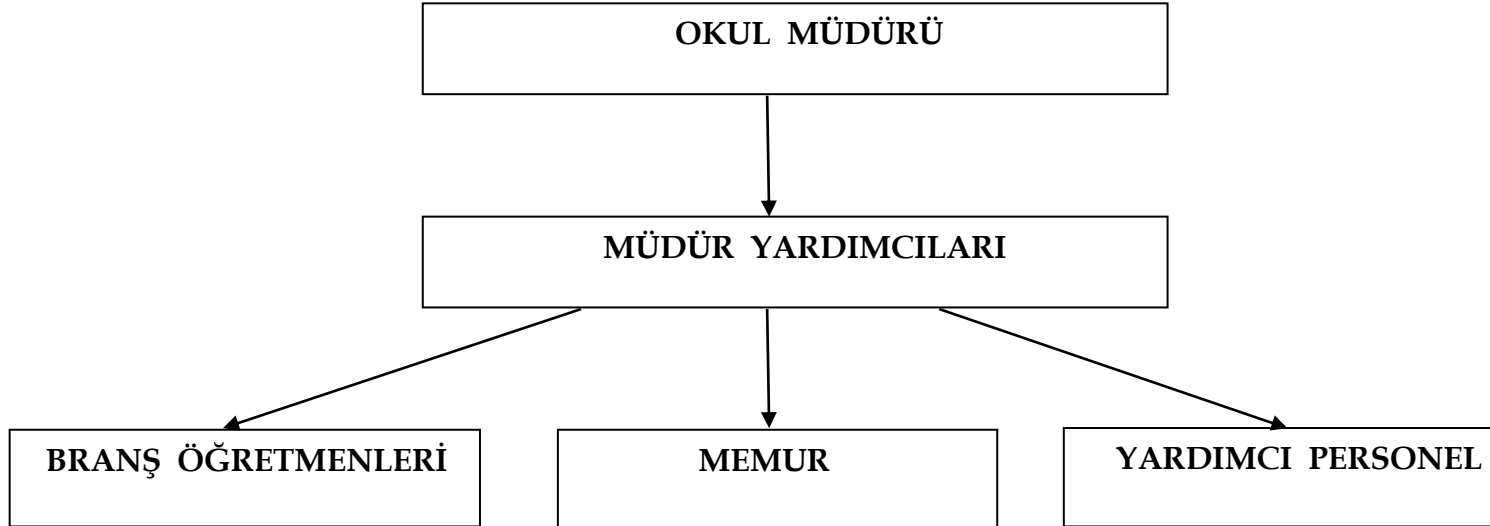 OKUL MÜDÜRÜ
MÜDÜR YARDIMCILARI
BRANŞ ÖĞRETMENLERİ
MEMUR
YARDIMCI PERSONEL